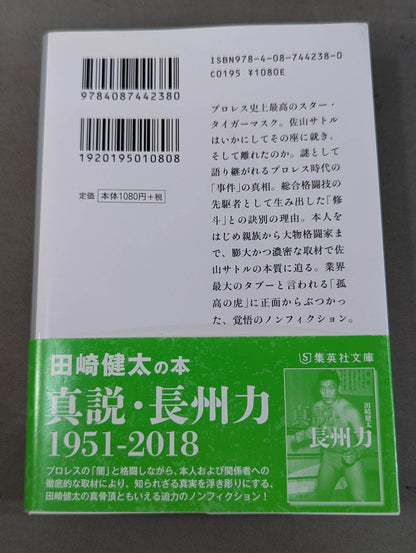 ISBN978-4-08-744238-0
C0195 ¥1080E
9784087442380
1920195010808
定価 本体1080円+税
プロレス史上最高のスター・
タイガーマスク。佐山サトル
はいかにしてその座に就き、
そして離れたのか。謎として
語り継がれるプロレス時代の
「事件」の真相。総合格闘技の
先駆者として生み出した「修
斗」との訣別の理由。本人を
はじめ親族から大物格闘家ま
で、膨大かつ濃密な取材で佐
山サトルの本質に迫る。業界
最大のタブーと言われる「孤
高の虎」に正面からぶつかっ
た、覚悟のノンフィクション。
田崎健太の本
真説・長州力
1951-2018
プロレスの「闇」と格闘しながら、本人および関係者への
徹底的な取材により、知られざる真実を浮き彫りにする、
田崎健太の真骨頂ともいえる迫力のノンフィクション!
S集英社文庫
田崎健太
真説
長州力